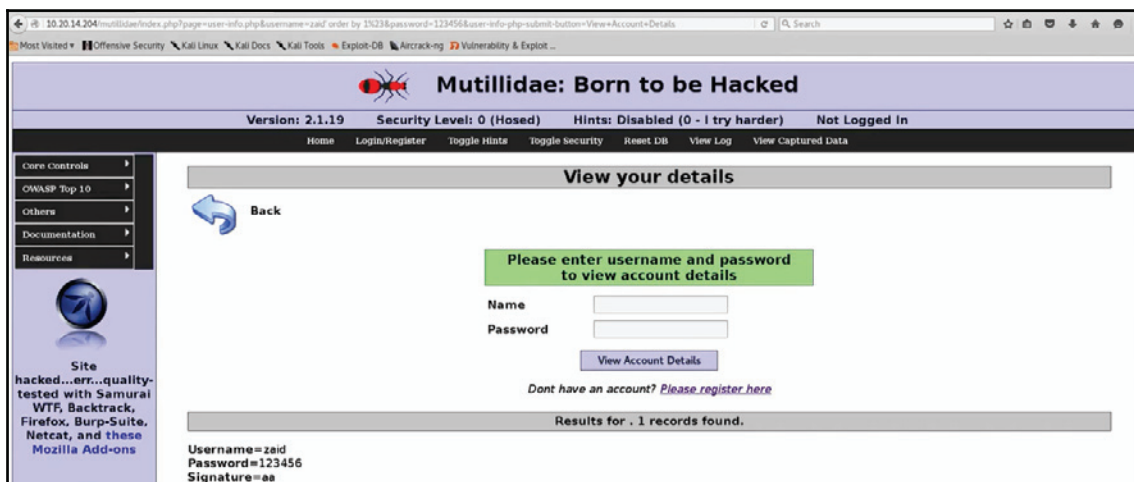 10.20.14.204/mutillidae/index.php?page=user-info.php&username=zaid' order by 1%23&password=123456&user-info-php-submit-button=View+Account+Details
Search
Most Visited
Offensive Security
Kali Linux
Kali Docs
Kali Tools
Exploit-DB
Aircrack-ng
Vulnerability & Exploit ...
Mutillidae: Born to be Hacked
Version: 2.1.19 Security Level: 0 (Hosed) Hints: Disabled (0 - I try harder) Not Logged In
Home Login/Register Toggle Hints Toggle Security Reset DB View Log View Captured Data
Core Controls
OWASP Top 10
Others
Documentation
Resources
Site
hacked...err...quality-
tested with Samurai
WTF, Backtrack,
Firefox, Burp-Suite,
Netcat, and these
Mozilla Add-ons
View your details
Back
Please enter username and password
to view account details
Name
Password
View Account Details
Dont have an account? Please register here
Results for . 1 records found.
Username=zaid
Password=123456
Signature=aa